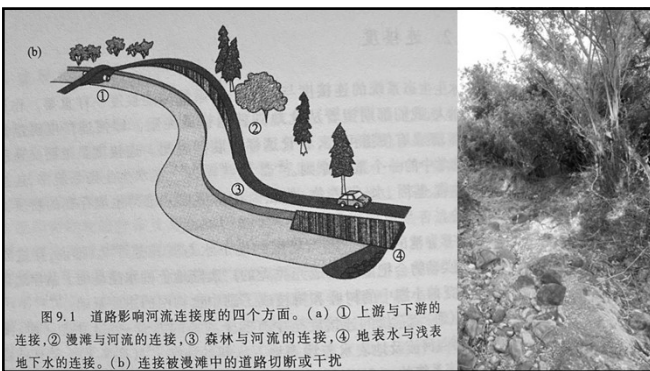 (b)
①
②
③
④
图 9.1 道路影响河流连接度的四个方面。(a) ① 上游与下游的
连接,② 漫滩与河流的连接,③ 森林与河流的连接,④ 地表水与浅表
地下水的连接。(b) 连接被漫滩中的道路切断或干扰